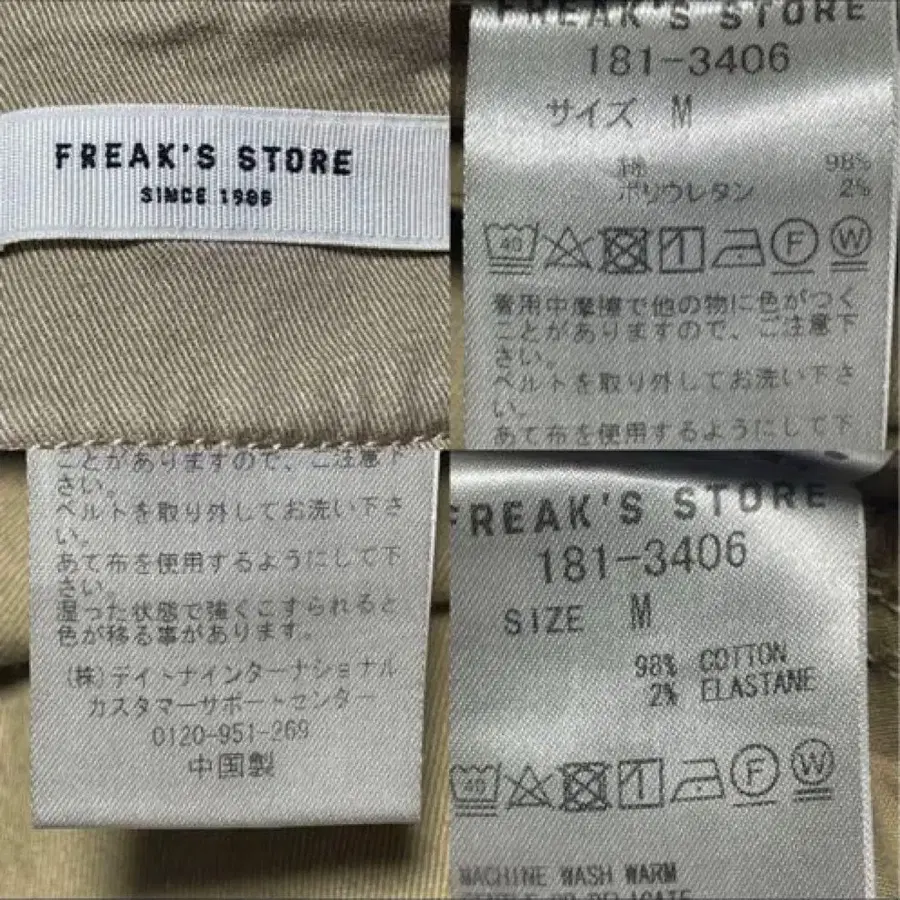 FREAK'S STORE
SINCE 1986
FREAK'S STORE
181-3406
サイズ M
綿 98%
ポリウレタン 2%
40 F W
着用中摩擦で他の物に色がつく
ことがありますので、ご注意下
さい。
ベルトを取り外してお洗い下さ
い。
あて布を使用するようにして下
ことがありますので、ご注意下
さい。
ベルトを取り外してお洗い下さ
い。
あて布を使用するようにして下
さい。
湿った状態で強くこすられると
色が移る事があります。
(株)デイトナインターナショナル
カスタマーサポートセンター
0120-951-269
中国製
FREAK'S STORE
181-3406
SIZE M
98% COTTON
2% ELASTANE
40 F W
MACHINE WASH WARM
GENTLE OR DELICATE